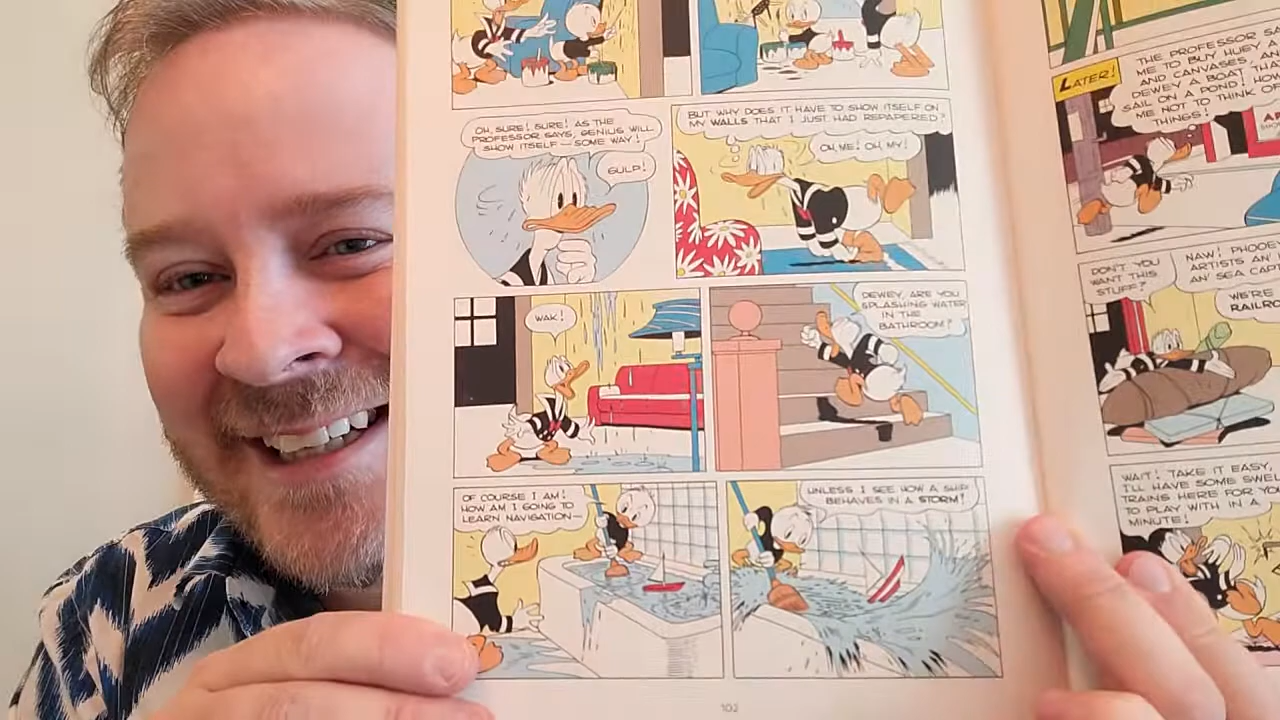 OH, SURE! SURE! AS THE
PROFESSOR SAYS, GENIUS WILL
SHOW ITSELF — SOME WAY!
GULP!
BUT WHY DOES IT HAVE TO SHOW ITSELF ON
MY WALLS THAT I JUST HAD REPAPERED?
OH, ME! OH, MY!
WAK!
DEWEY, ARE YOU
SPLASHING WATER
IN THE
BATHROOM?
OF COURSE I AM!
HOW AM I GOING TO
LEARN NAVIGATION—
UNLESS I SEE HOW A SHIP
BEHAVES IN A STORM!
102
LATER!
THE PROFESSOR SA
ME TO BUY HUEY
AND CANVASES AN
DEWEY A BOAT THA
SAIL ON A POND! HOW
ME NOT TO THINK OF
THINGS!
DON'T YOU
WANT THIS
STUFF?
NAW! PHOOE
ARTISTS AN'
AN' SEA CAPT
WE'RE
RAILRO
WAIT! TAKE IT EASY,
I'LL HAVE SOME SWEL
TRAINS HERE FOR YO
TO PLAY WITH IN A
MINUTE!